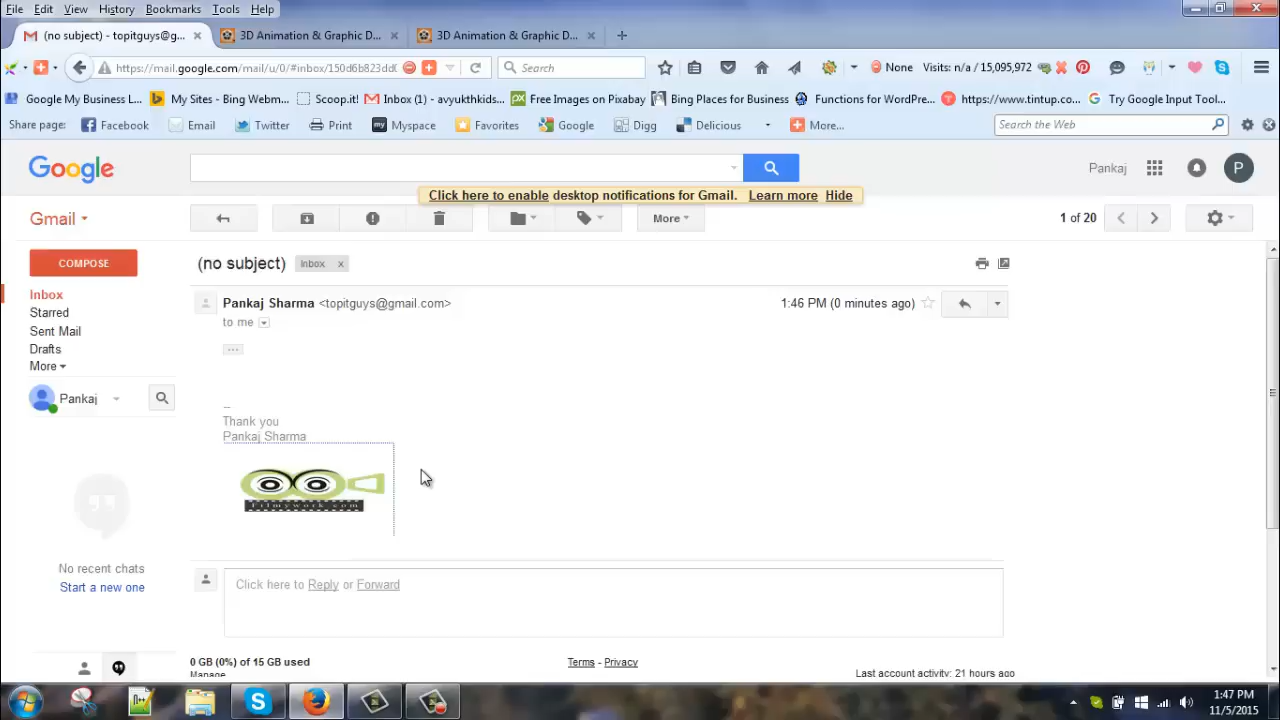 File Edit View History Bookmarks Tools Help
(no subject) - topitguys@g... 3D Animation & Graphic D... 3D Animation & Graphic D...
https://mail.google.com/mail/u/0/#inbox/150d6b823dd Search None Visits: n/a / 15,095,972
Google My Business L... My Sites - Bing Webm... Scoop.it! Inbox (1) - avyukthkids... Free Images on Pixabay Bing Places for Business Functions for WordPre... https://www.tintup.co... Try Google Input Tool...
Share page: Facebook Email Twitter Print Myspace Favorites Google Digg Delicious More... Search the Web
Google Pankaj P
Click here to enable desktop notifications for Gmail. Learn more Hide
Gmail More 1 of 20
COMPOSE
(no subject) Inbox x
Inbox
Starred
Sent Mail
Drafts
More
Pankaj Sharma <topitguys@gmail.com> 1:46 PM (0 minutes ago)
to me
...
Pankaj
--
Thank you
Pankaj Sharma
Filmywork.com
No recent chats
Start a new one
Click here to Reply or Forward
0 GB (0%) of 15 GB used
Manage
Terms - Privacy
Last account activity: 21 hours ago
1:47 PM
11/5/2015